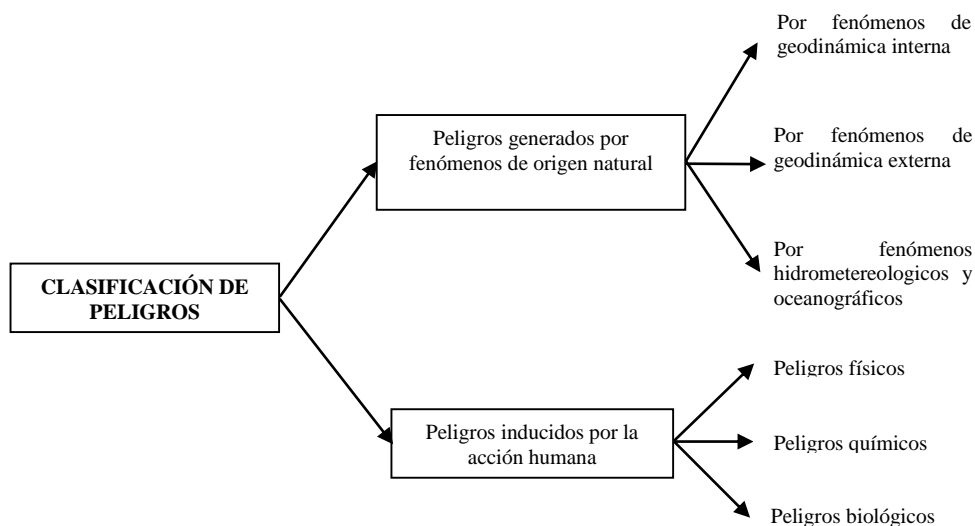 CLASIFICACIÓN DE
PELIGROS
Peligros generados por
fenómenos de origen natural
Por fenómenos de
geodinámica interna
Por fenómenos de
geodinámica externa
Por fenómenos
hidrometereologicos y
oceanográficos
Peligros inducidos por la
acción humana
Peligros físicos
Peligros químicos
Peligros biológicos